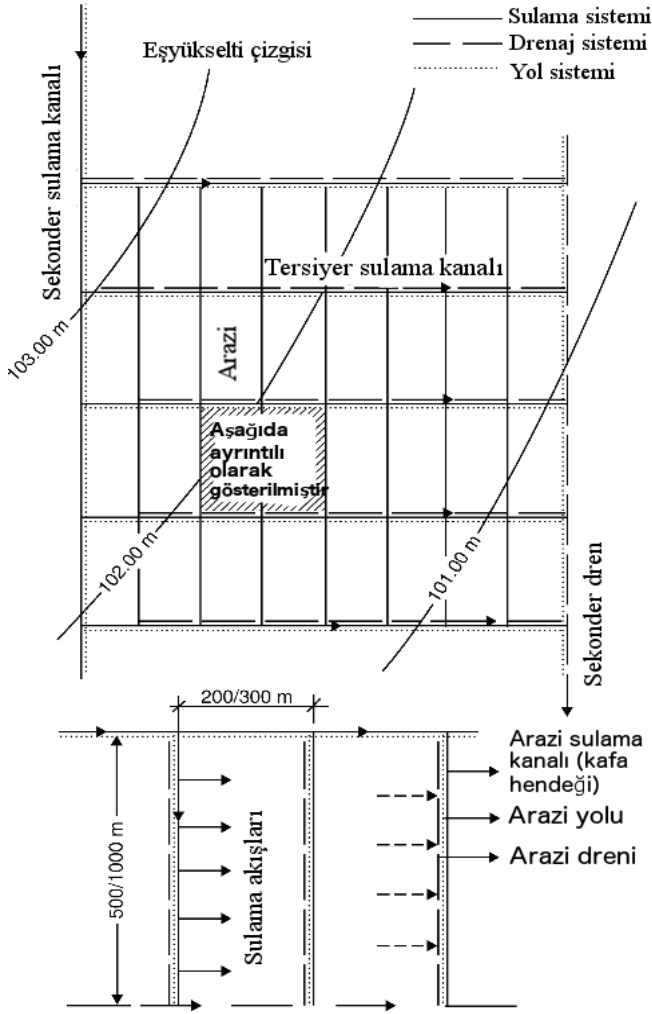 Sulama sistemi
Drenaj sistemi
Yol sistemi
Eşyükselti çizgisi
Sekonder sulama kanalı
Tersiyer sulama kanalı
103.00 m
Arazi
Aşağıda
ayrıntılı
olarak
gösterilmiştir
102.00 m
101.00 m
Sekonder dren
200/300 m
500/1000 m
Sulama akışları
Arazi sulama
kanalı (kafa
hendeği)
Arazi yolu
Arazi dreni